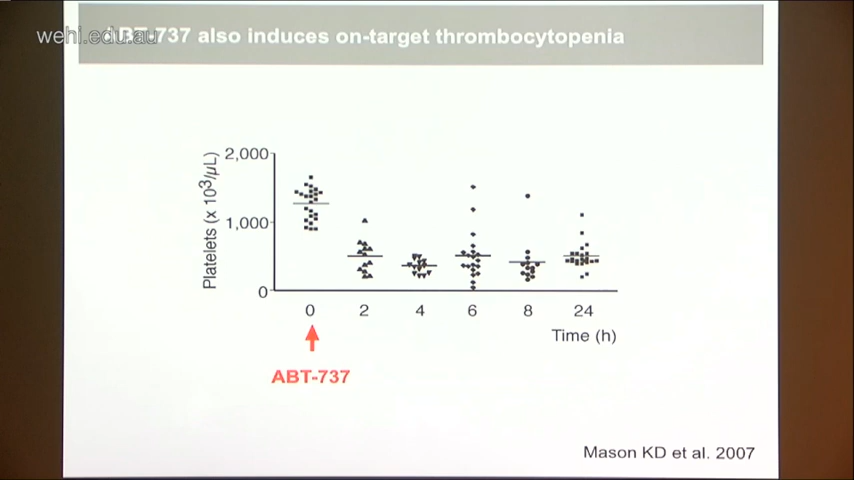 wehi.edu.au
ABT-737 also induces on-target thrombocytopenia
Platelets (x 10³/μL)
2,000
1,000
0
0 2 4 6 8 24
Time (h)
ABT-737
Mason KD et al. 2007